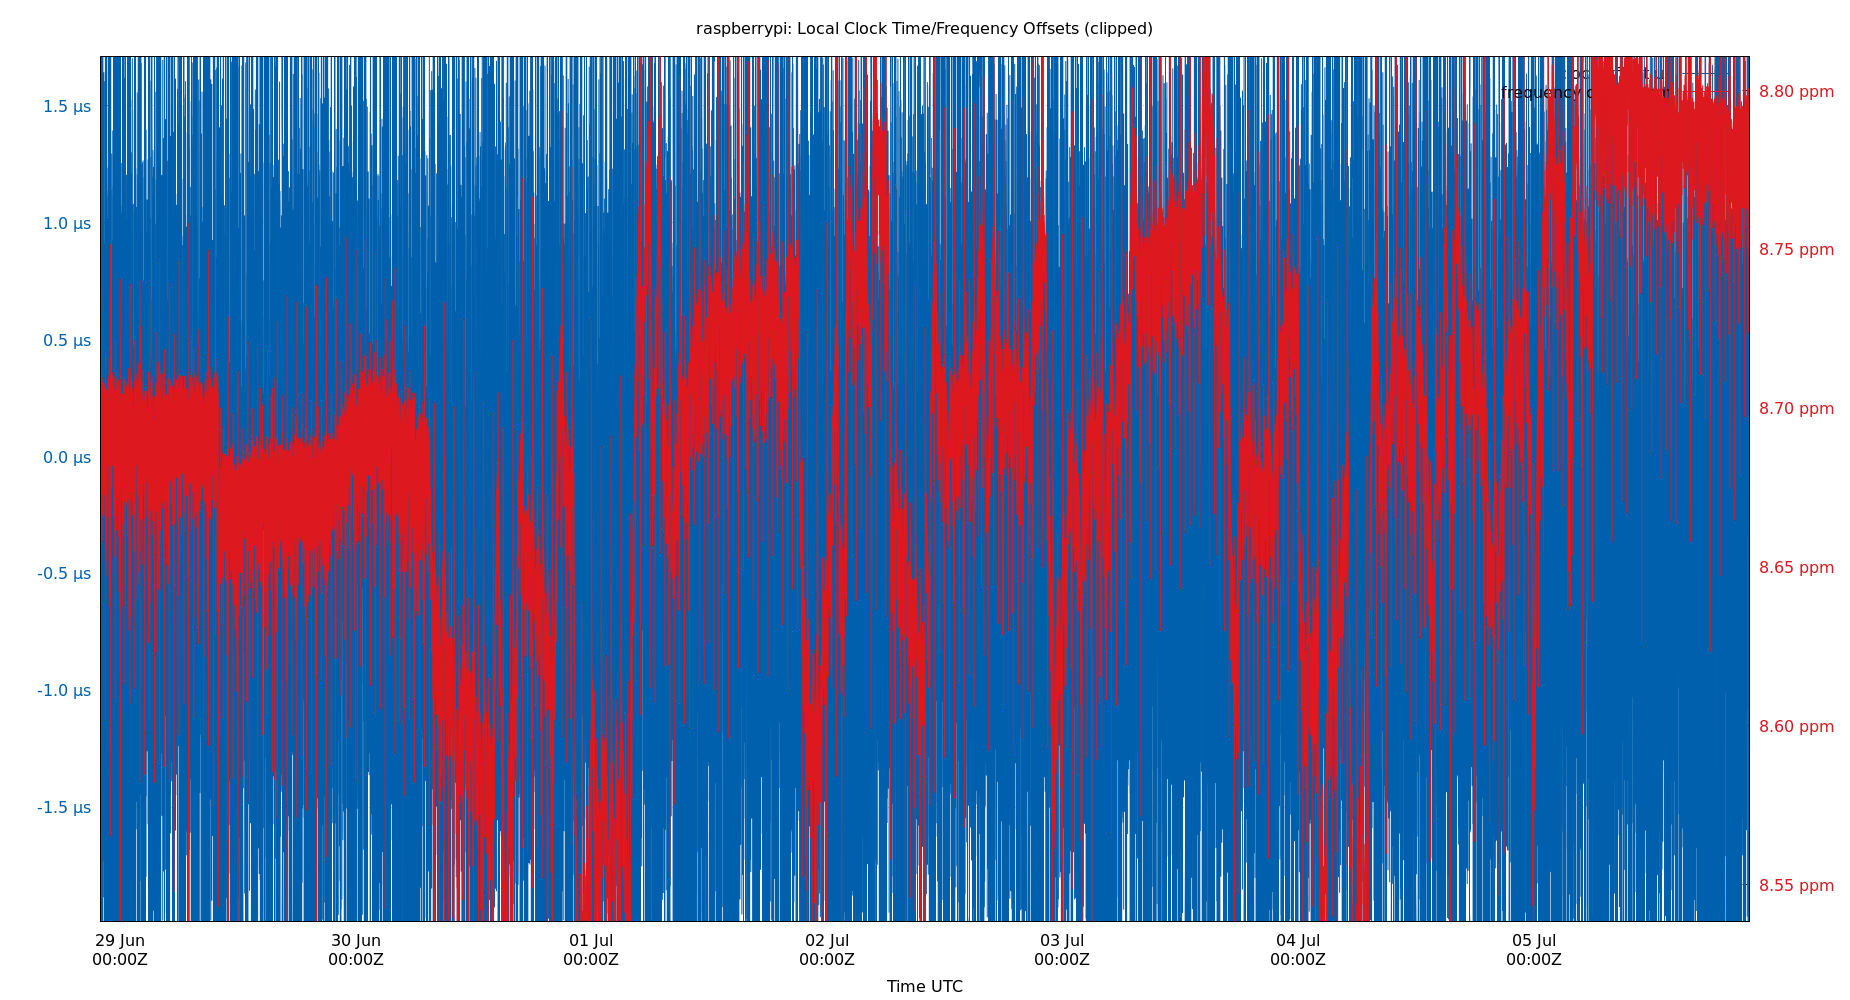 raspberrypi: Local Clock Time/Frequency Offsets (clipped)
1.5 µs
1.0 µs
0.5 µs
0.0 µs
-0.5 µs
-1.0 µs
-1.5 µs
frequency
8.80 ppm
8.75 ppm
8.70 ppm
8.65 ppm
8.60 ppm
8.55 ppm
29 Jun 30 Jun 01 Jul 02 Jul 03 Jul 04 Jul 05 Jul
00:00Z 00:00Z 00:00Z 00:00Z 00:00Z 00:00Z 00:00Z
Time UTC